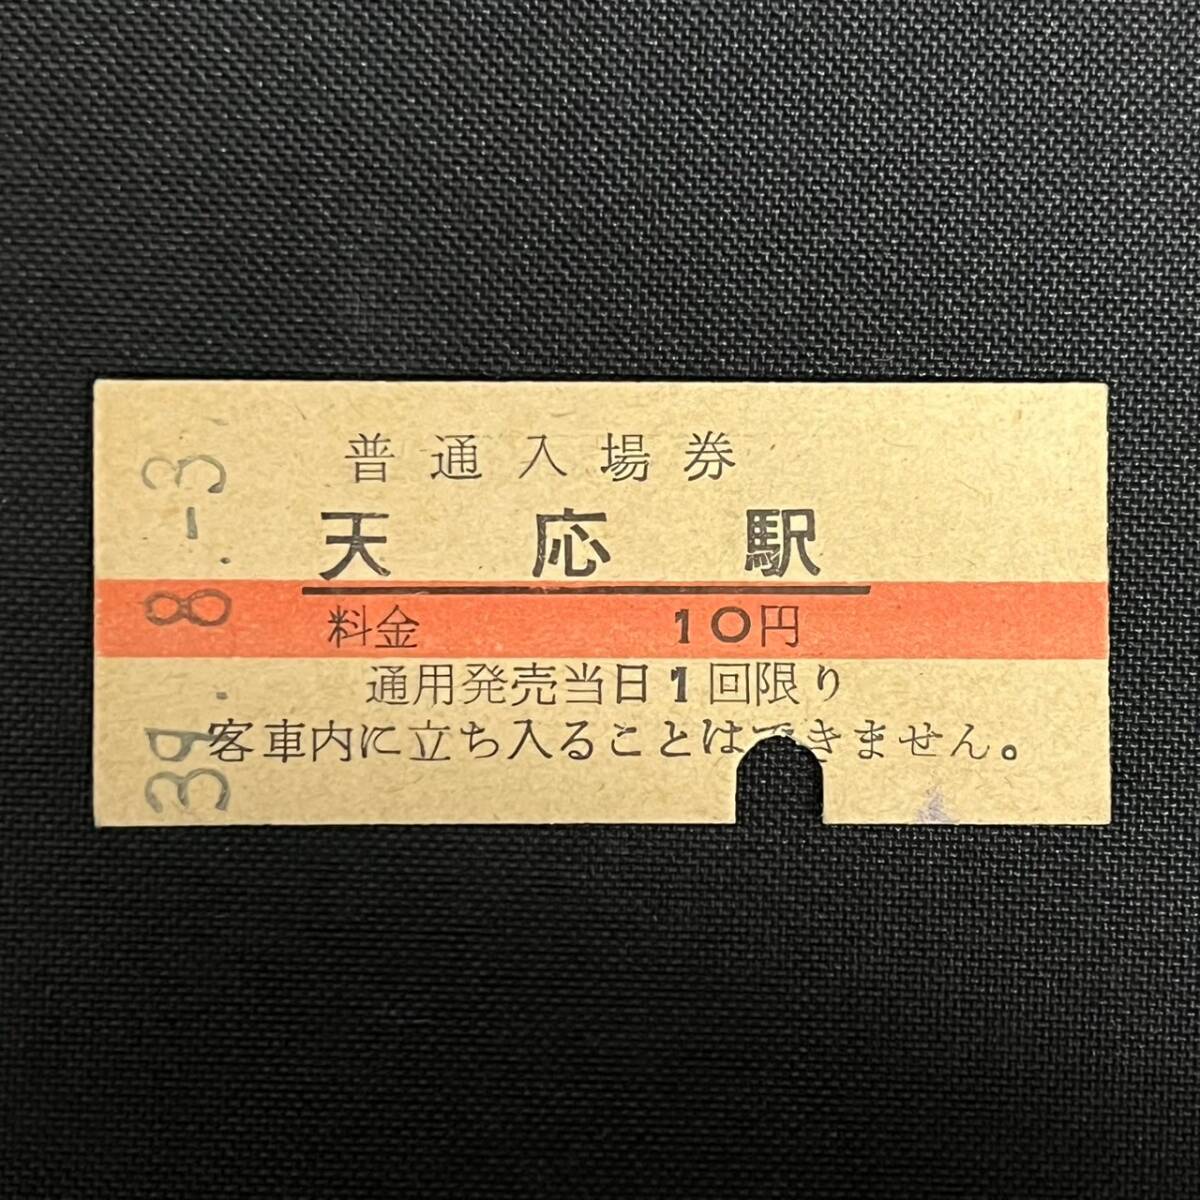 普通入場券
天応駅
料金 10円
通用発売当日1回限り
客車内に立ち入ることはできません。
39.8.-3